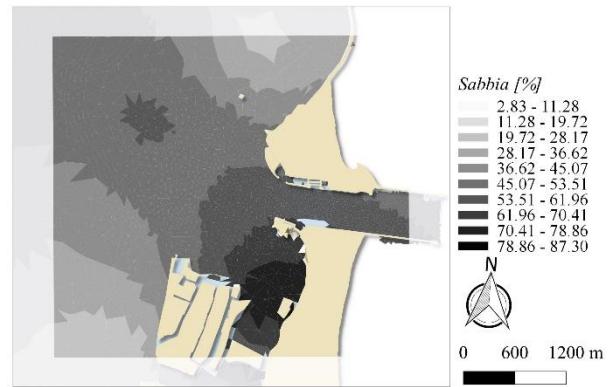 Sabbia [%]
2.83 - 11.28
11.28 - 19.72
19.72 - 28.17
28.17 - 36.62
36.62 - 45.07
45.07 - 53.51
53.51 - 61.96
61.96 - 70.41
70.41 - 78.86
78.86 - 87.30
N
0 600 1200 m